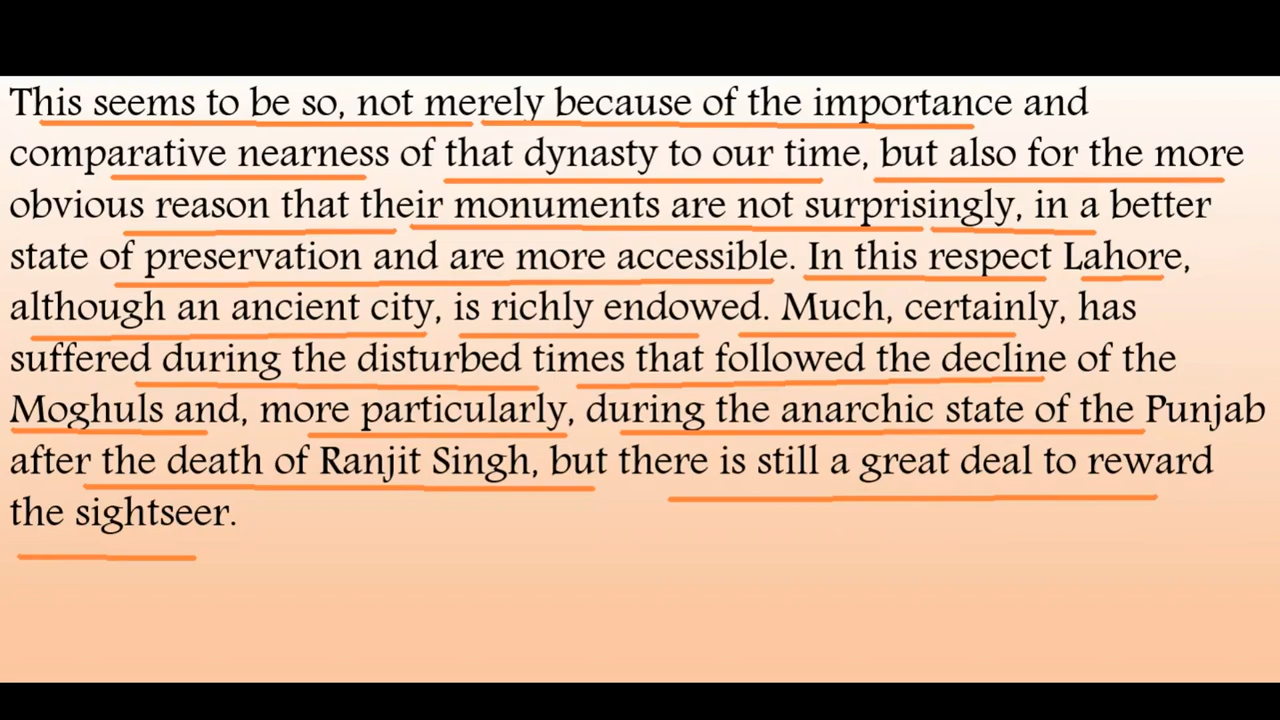 This seems to be so, not merely because of the importance and
comparative nearness of that dynasty to our time, but also for the more
obvious reason that their monuments are not surprisingly, in a better
state of preservation and are more accessible. In this respect Lahore,
although an ancient city, is richly endowed. Much, certainly, has
suffered during the disturbed times that followed the decline of the
Moghuls and, more particularly, during the anarchic state of the Punjab
after the death of Ranjit Singh, but there is still a great deal to reward
the sightseer.